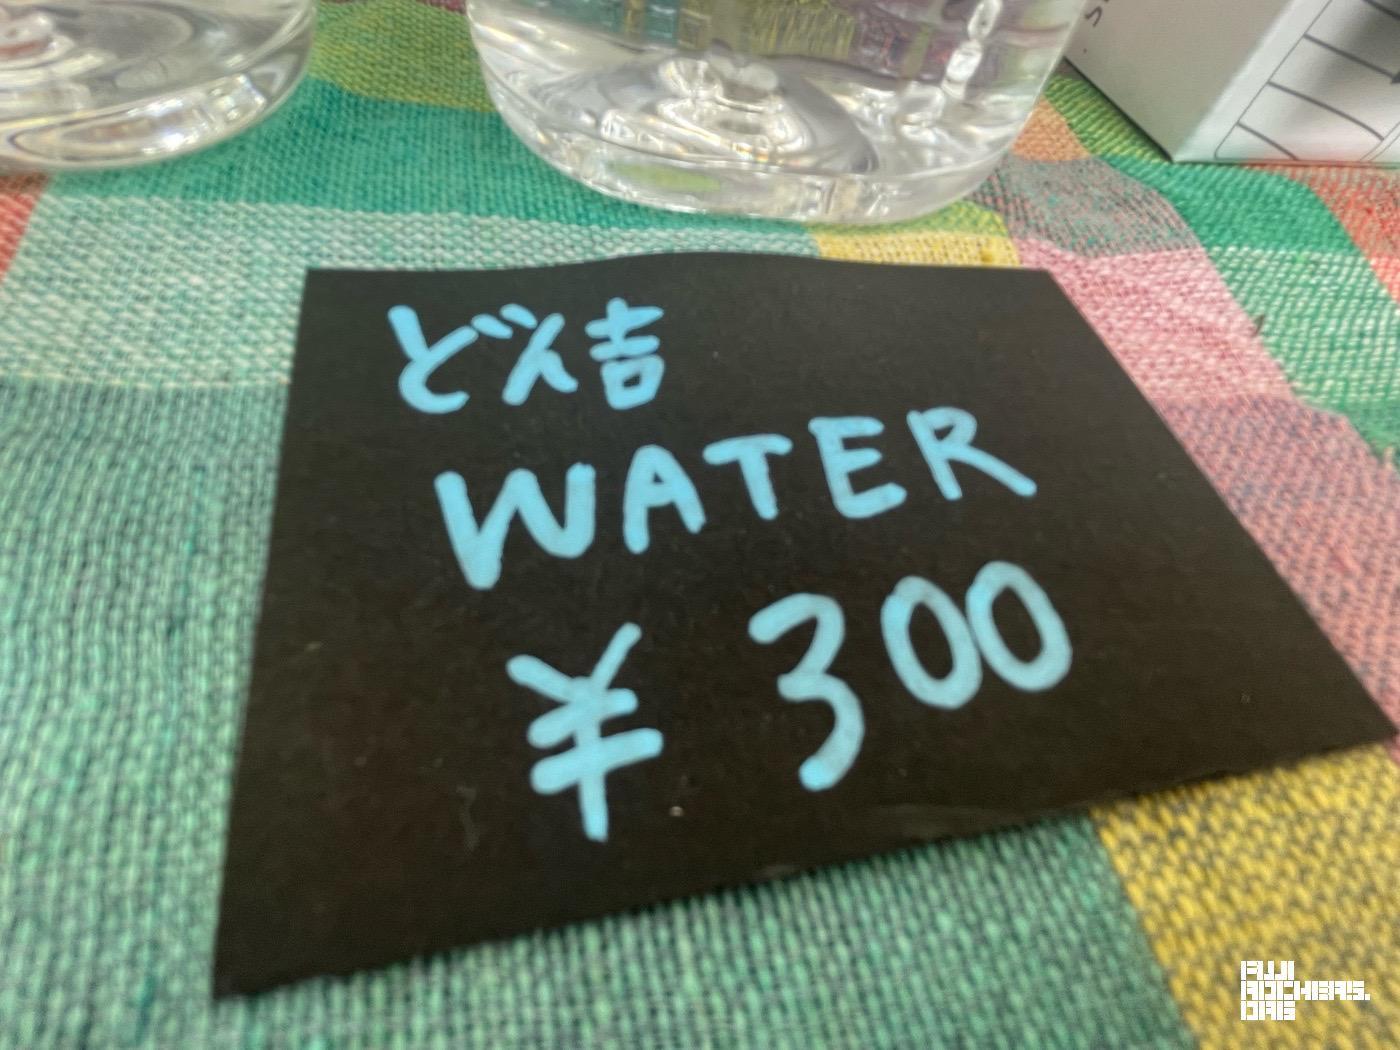 どん吉
WATER
¥300
FUJI
ROCKERS.
ORG